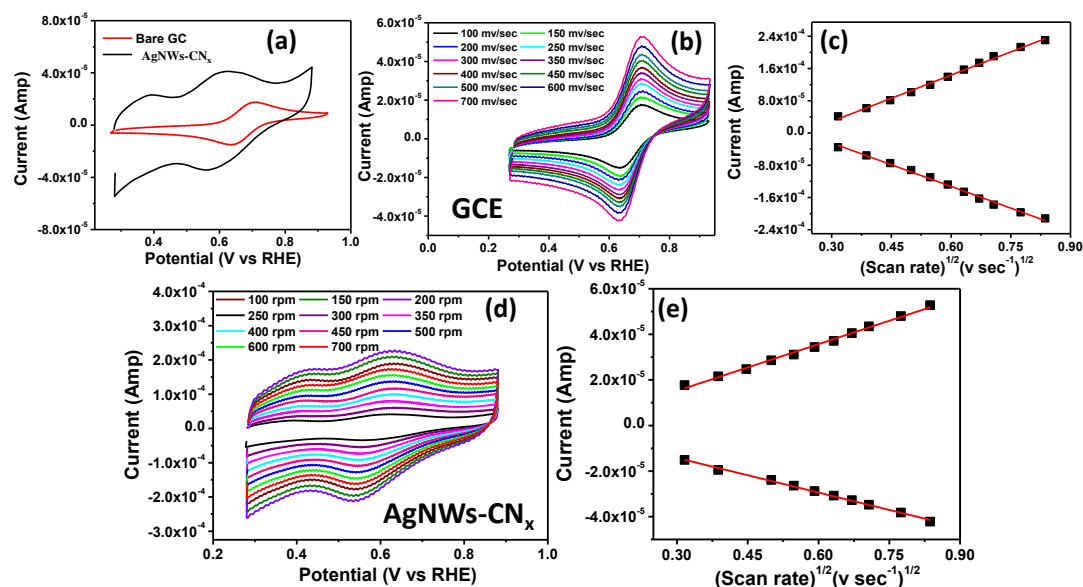 (a)
Bare GC
AgNWs-CNx
Current (Amp)
8.0x10⁻⁵
4.0x10⁻⁵
0.0
-4.0x10⁻⁵
-8.0x10⁻⁵
0.4 0.6 0.8 1.0
Potential (V vs RHE)
(b)
100 mv/sec 150 mv/sec
200 mv/sec 250 mv/sec
300 mv/sec 350 mv/sec
400 mv/sec 450 mv/sec
500 mv/sec 600 mv/sec
700 mv/sec
GCE
Current (Amp)
6.0x10⁻⁵
4.0x10⁻⁵
2.0x10⁻⁵
0.0
-2.0x10⁻⁵
-4.0x10⁻⁵
0.0 0.2 0.4 0.6 0.8
Potential (V vs RHE)
(c)
Current (Amp)
2.4x10⁻⁴
1.6x10⁻⁴
8.0x10⁻⁵
0.0
-8.0x10⁻⁵
-1.6x10⁻⁴
-2.4x10⁻⁴
0.30 0.45 0.60 0.75 0.90
(Scan rate)¹/²(v sec⁻¹)¹/²
(d)
100 rpm 150 rpm 200 rpm
250 rpm 300 rpm 350 rpm
400 rpm 450 rpm 500 rpm
600 rpm 700 rpm
AgNWs-CNx
Current (Amp)
4.0x10⁻⁴
3.0x10⁻⁴
2.0x10⁻⁴
1.0x10⁻⁴
0.0
-1.0x10⁻⁴
-2.0x10⁻⁴
-3.0x10⁻⁴
0.2 0.4 0.6 0.8 1.0
Potential (V vs RHE)
(e)
Current (Amp)
6.0x10⁻⁵
4.0x10⁻⁵
2.0x10⁻⁵
0.0
-2.0x10⁻⁵
-4.0x10⁻⁵
0.30 0.45 0.60 0.75 0.90
(Scan rate)¹/²(v sec⁻¹)¹/²